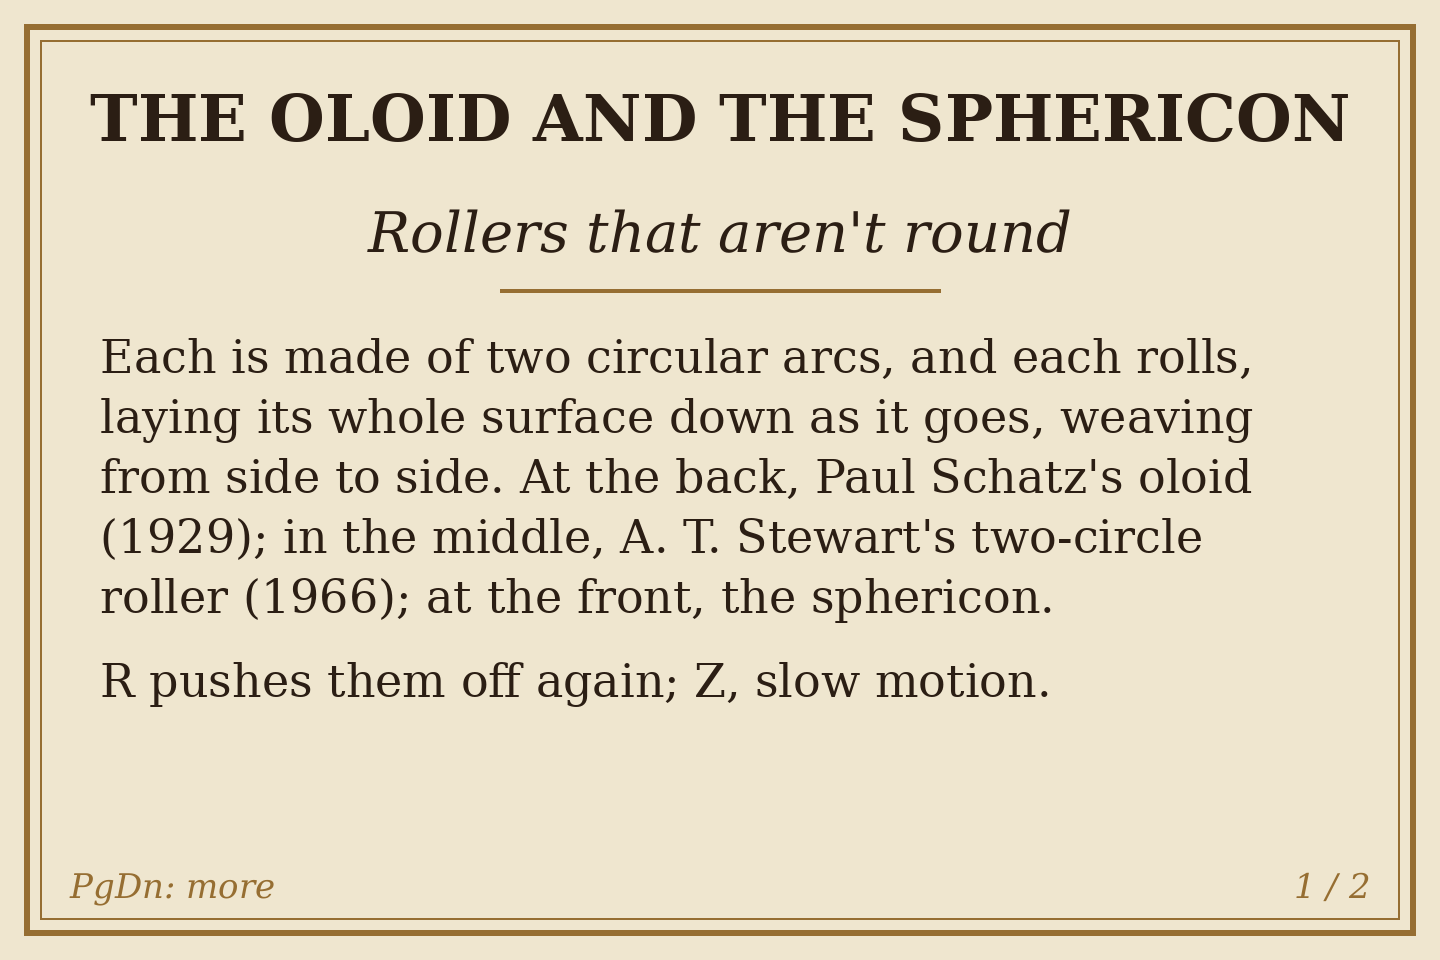 THE OLOID AND THE SPHERICON
Rollers that aren't round
Each is made of two circular arcs, and each rolls,
laying its whole surface down as it goes, weaving
from side to side. At the back, Paul Schatz's oloid
(1929); in the middle, A. T. Stewart's two-circle
roller (1966); at the front, the sphericon.
R pushes them off again; Z, slow motion.
PgDn: more
1 / 2